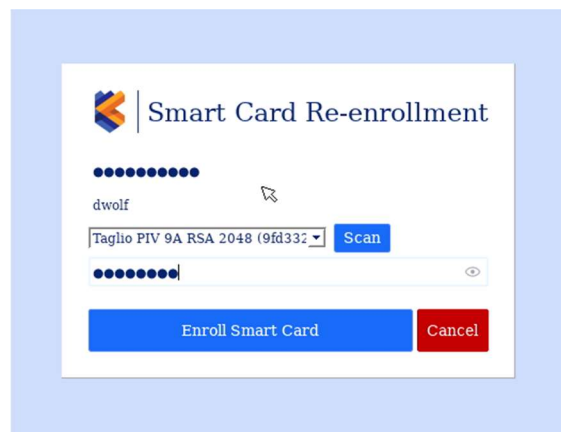 Smart Card Re-enrollment
●●●●●●●●●●
dwolf
Taglio PIV 9A RSA 2048 (9fd332
Scan
●●●●●●●●
Enroll Smart Card
Cancel